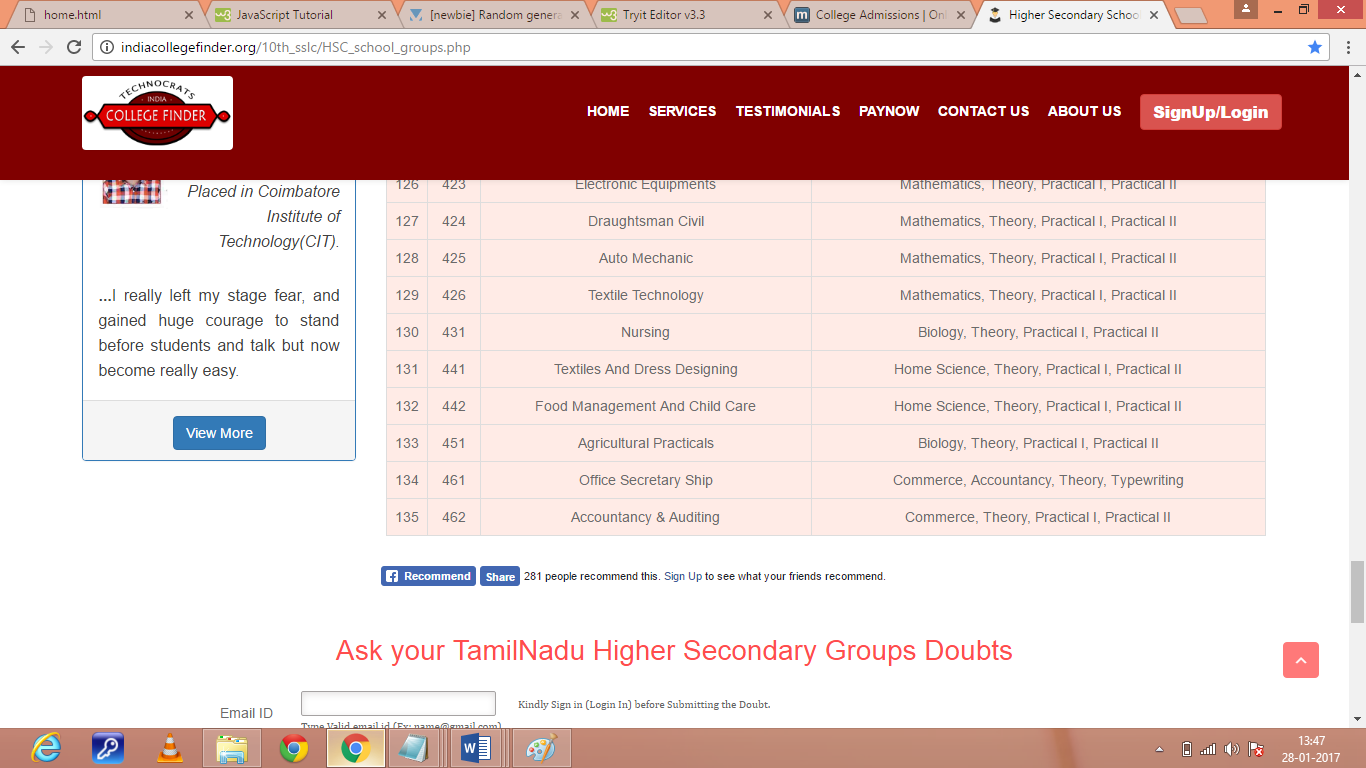 home.html
JavaScript Tutorial
[newbie] Random genera
Tryit Editor v3.3
College Admissions | Onl
Higher Secondary School
indiacollegefinder.org/10th_sslc/HSC_school_groups.php
TECHNOCRATS
INDIA
COLLEGE FINDER
HOME SERVICES TESTIMONIALS PAYNOW CONTACT US ABOUT US SignUp/Login
Placed in Coimbatore
Institute of
Technology(CIT).
...I really left my stage fear, and
gained huge courage to stand
before students and talk but now
become really easy.
View More
126 423 Electronic Equipments Mathematics, Theory, Practical I, Practical II
127 424 Draughtsman Civil Mathematics, Theory, Practical I, Practical II
128 425 Auto Mechanic Mathematics, Theory, Practical I, Practical II
129 426 Textile Technology Mathematics, Theory, Practical I, Practical II
130 431 Nursing Biology, Theory, Practical I, Practical II
131 441 Textiles And Dress Designing Home Science, Theory, Practical I, Practical II
132 442 Food Management And Child Care Home Science, Theory, Practical I, Practical II
133 451 Agricultural Practicals Biology, Theory, Practical I, Practical II
134 461 Office Secretary Ship Commerce, Accountancy, Theory, Typewriting
135 462 Accountancy & Auditing Commerce, Theory, Practical I, Practical II
Recommend Share 281 people recommend this. Sign Up to see what your friends recommend.
Ask your TamilNadu Higher Secondary Groups Doubts
Email ID Kindly Sign in (Login In) before Submitting the Doubt.
Type Valid email id (Ex: name@gmail.com)
13:47
28-01-2017